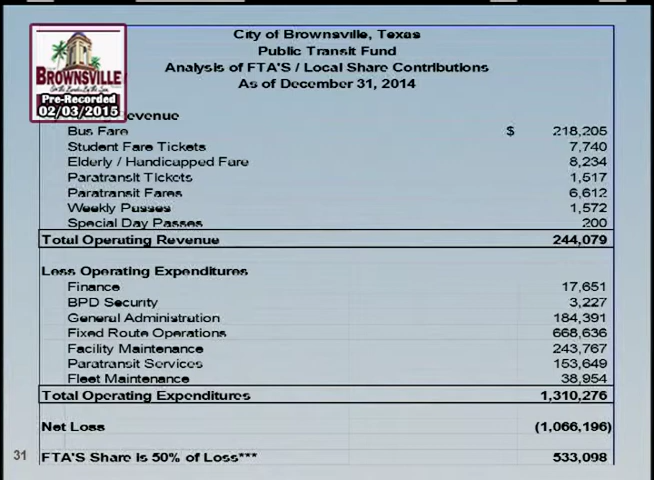 City of Brownsville, Texas
Public Transit Fund
Analysis of FTA'S / Local Share Contributions
As of December 31, 2014
BROWNSVILLE
Pre-Recorded
02/03/2015
Revenue
Bus Fare $ 218,205
Student Fare Tickets 7,740
Elderly / Handicapped Fare 8,234
Paratransit Tickets 1,517
Paratransit Fares 6,612
Weekly Passes 1,572
Special Day Passes 200
Total Operating Revenue 244,079
Less Operating Expenditures
Finance 17,651
BPD Security 3,227
General Administration 184,391
Fixed Route Operations 668,636
Facility Maintenance 243,767
Paratransit Services 153,649
Fleet Maintenance 38,954
Total Operating Expenditures 1,310,276
Net Loss (1,066,196)
31 FTA'S Share is 50% of Loss*** 533,098